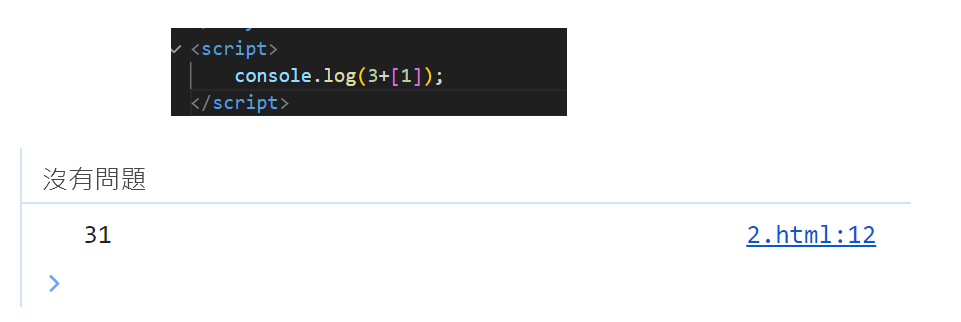 <script>
console.log(3+[1]);
</script>
沒有問題
31
2.html:12